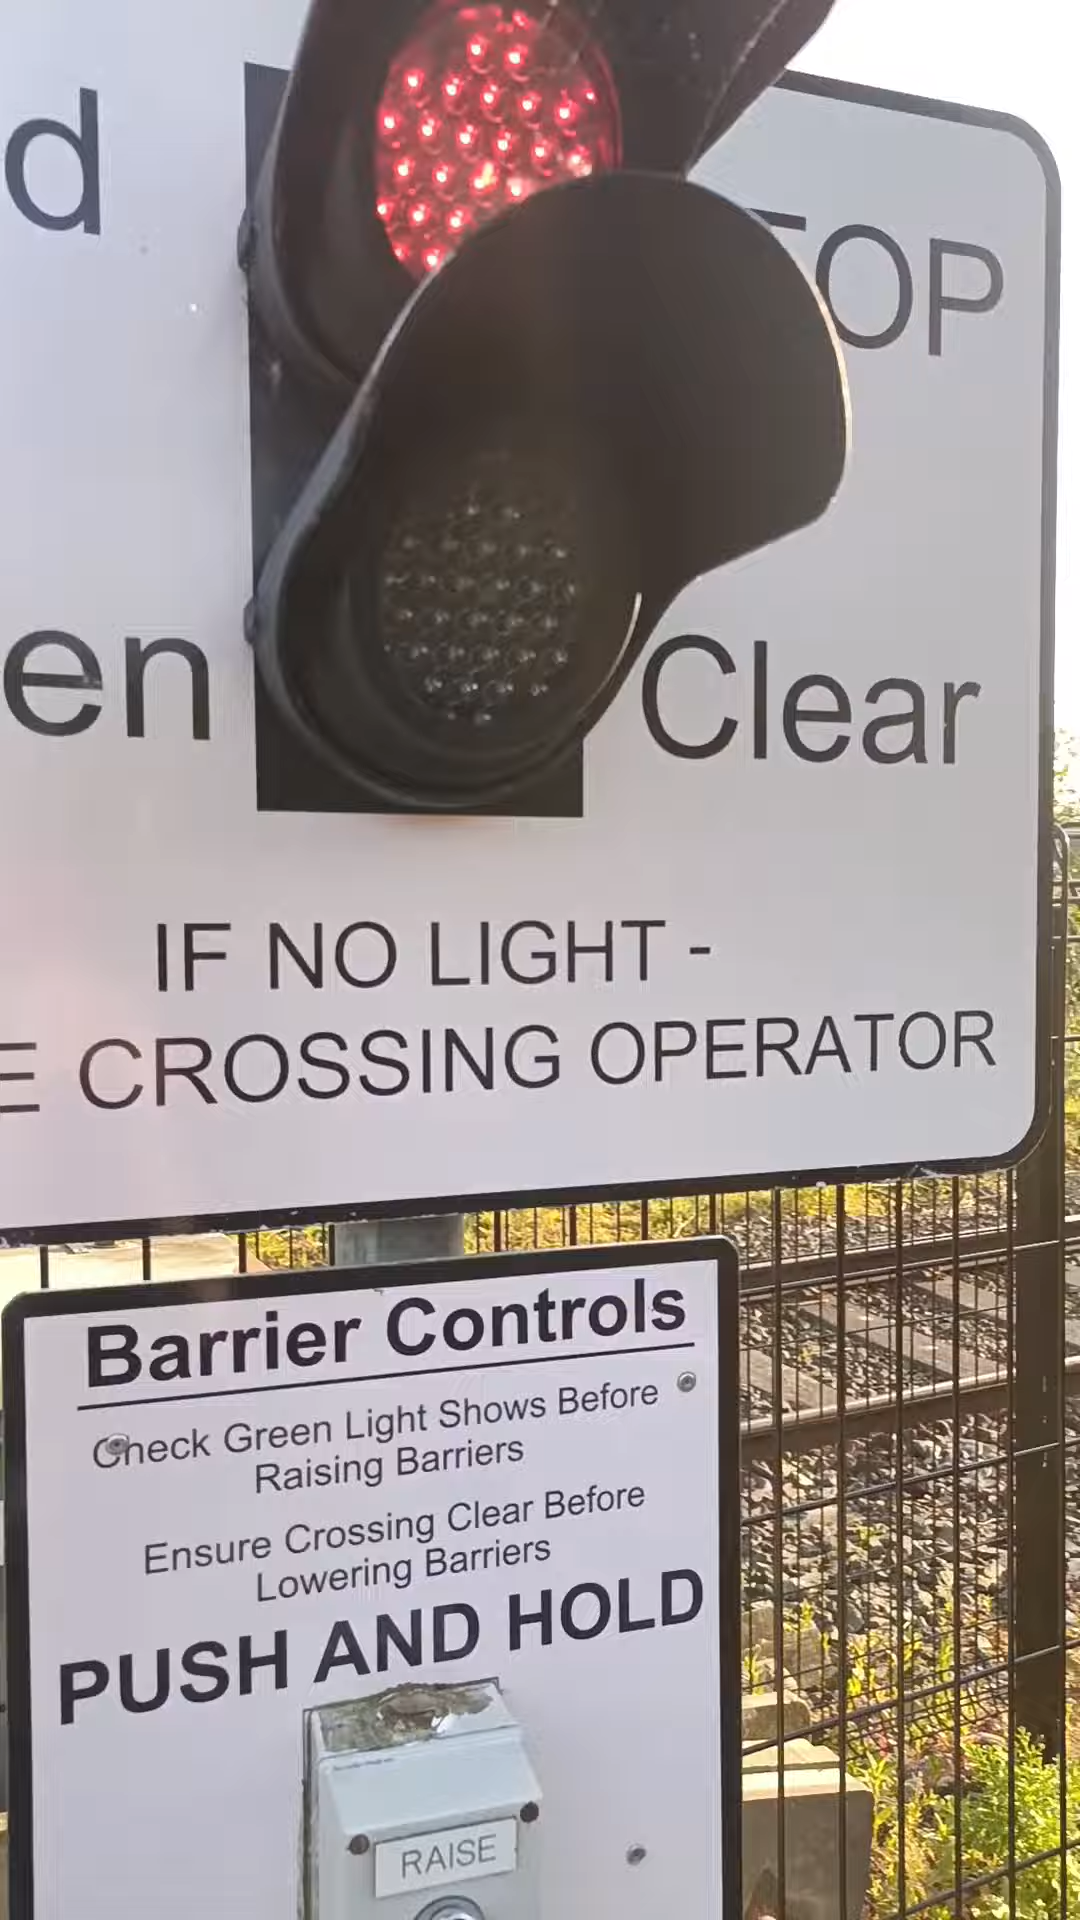 d
TOP
en
Clear
IF NO LIGHT -
E CROSSING OPERATOR
Barrier Controls
Check Green Light Shows Before
Raising Barriers
Ensure Crossing Clear Before
Lowering Barriers
PUSH AND HOLD
RAISE